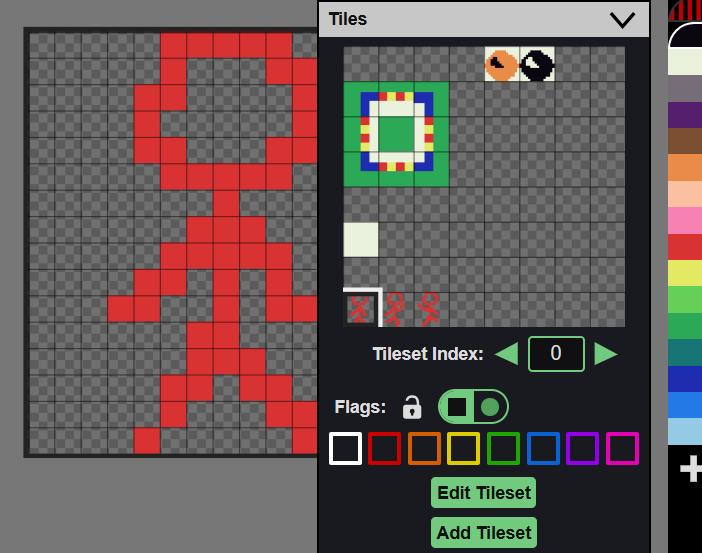 Tiles
Tileset Index: 0
Flags:
Edit Tileset
Add Tileset